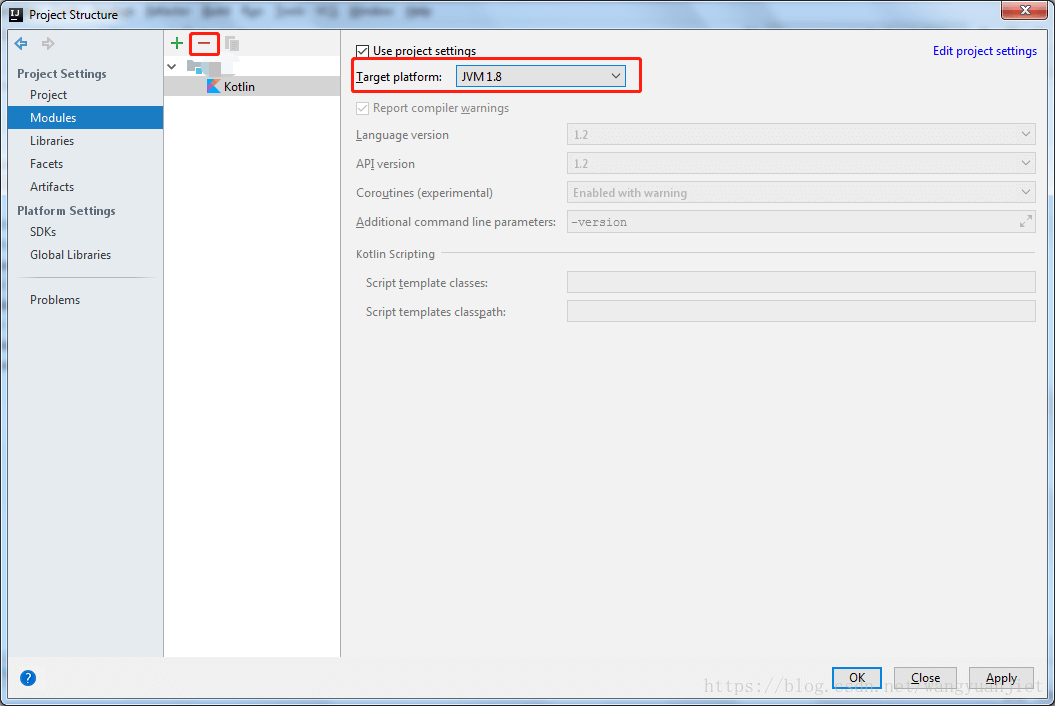 Project Structure
Project Settings
Project
Modules
Libraries
Facets
Artifacts
Platform Settings
SDKs
Global Libraries
Problems
Kotlin
Use project settings
Edit project settings
Target platform: JVM 1.8
Report compiler warnings
Language version 1.2
API version 1.2
Coroutines (experimental) Enabled with warning
Additional command line parameters: -version
Kotlin Scripting
Script template classes:
Script templates classpath:
?
OK Close Apply
https://blog.csdn.net/wangyuanjiet